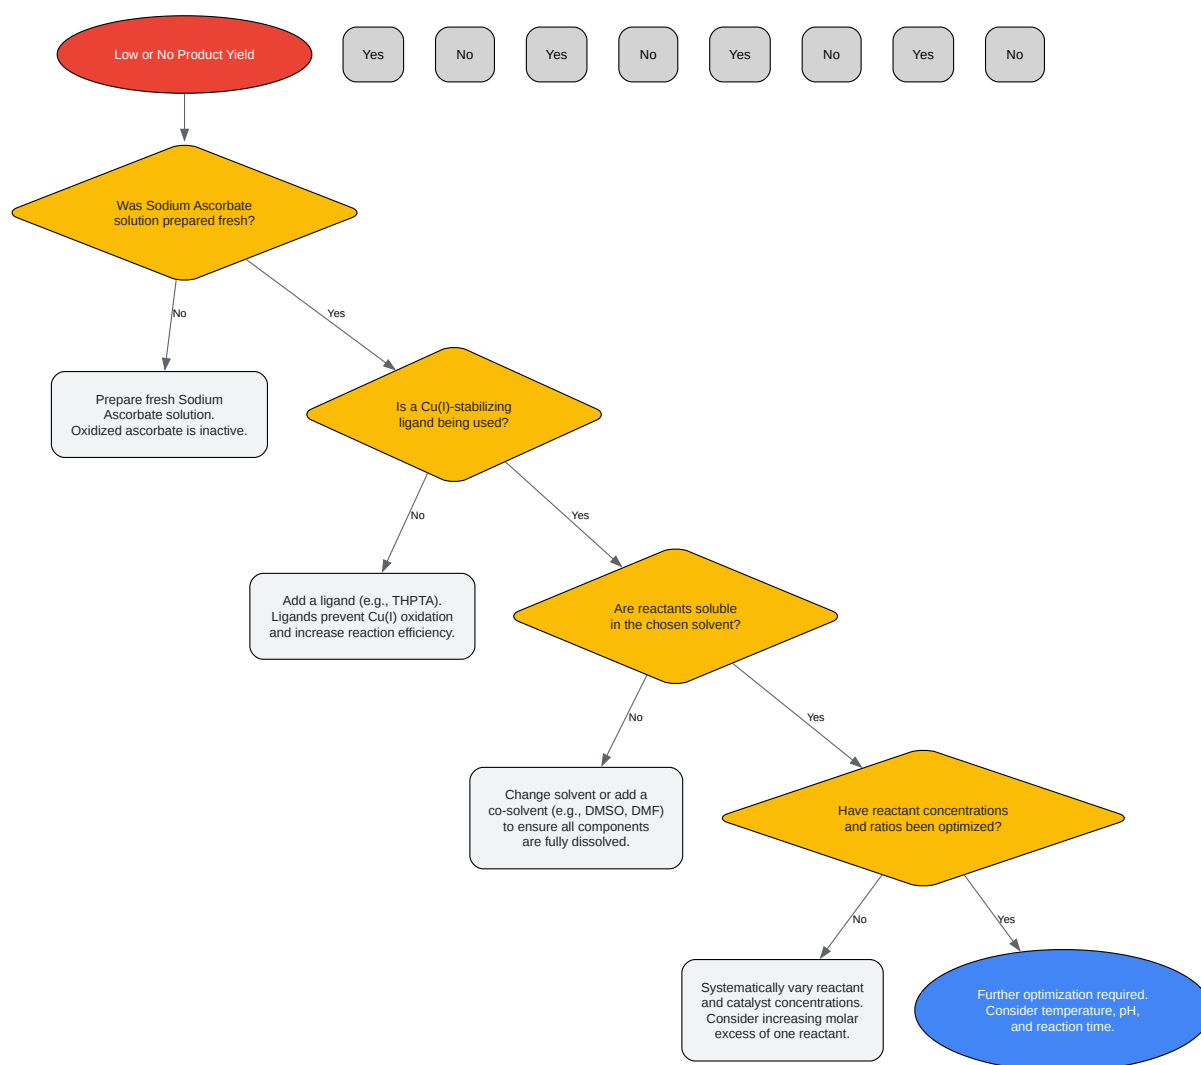 Low or No Product Yield
Yes
No
Yes
No
Yes
No
Yes
No
Was Sodium Ascorbate
solution prepared fresh?
No
Yes
Prepare fresh Sodium
Ascorbate solution.
Oxidized ascorbate is inactive.
Is a Cu(I)-stabilizing
ligand being used?
No
Yes
Add a ligand (e.g., THPTA).
Ligands prevent Cu(I) oxidation
and increase reaction efficiency.
Are reactants soluble
in the chosen solvent?
No
Yes
Change solvent or add a
co-solvent (e.g., DMSO, DMF)
to ensure all components
are fully dissolved.
Have reactant concentrations
and ratios been optimized?
No
Yes
Systematically vary reactant
and catalyst concentrations.
Consider increasing molar
excess of one reactant.
Further optimization required.
Consider temperature, pH,
and reaction time.